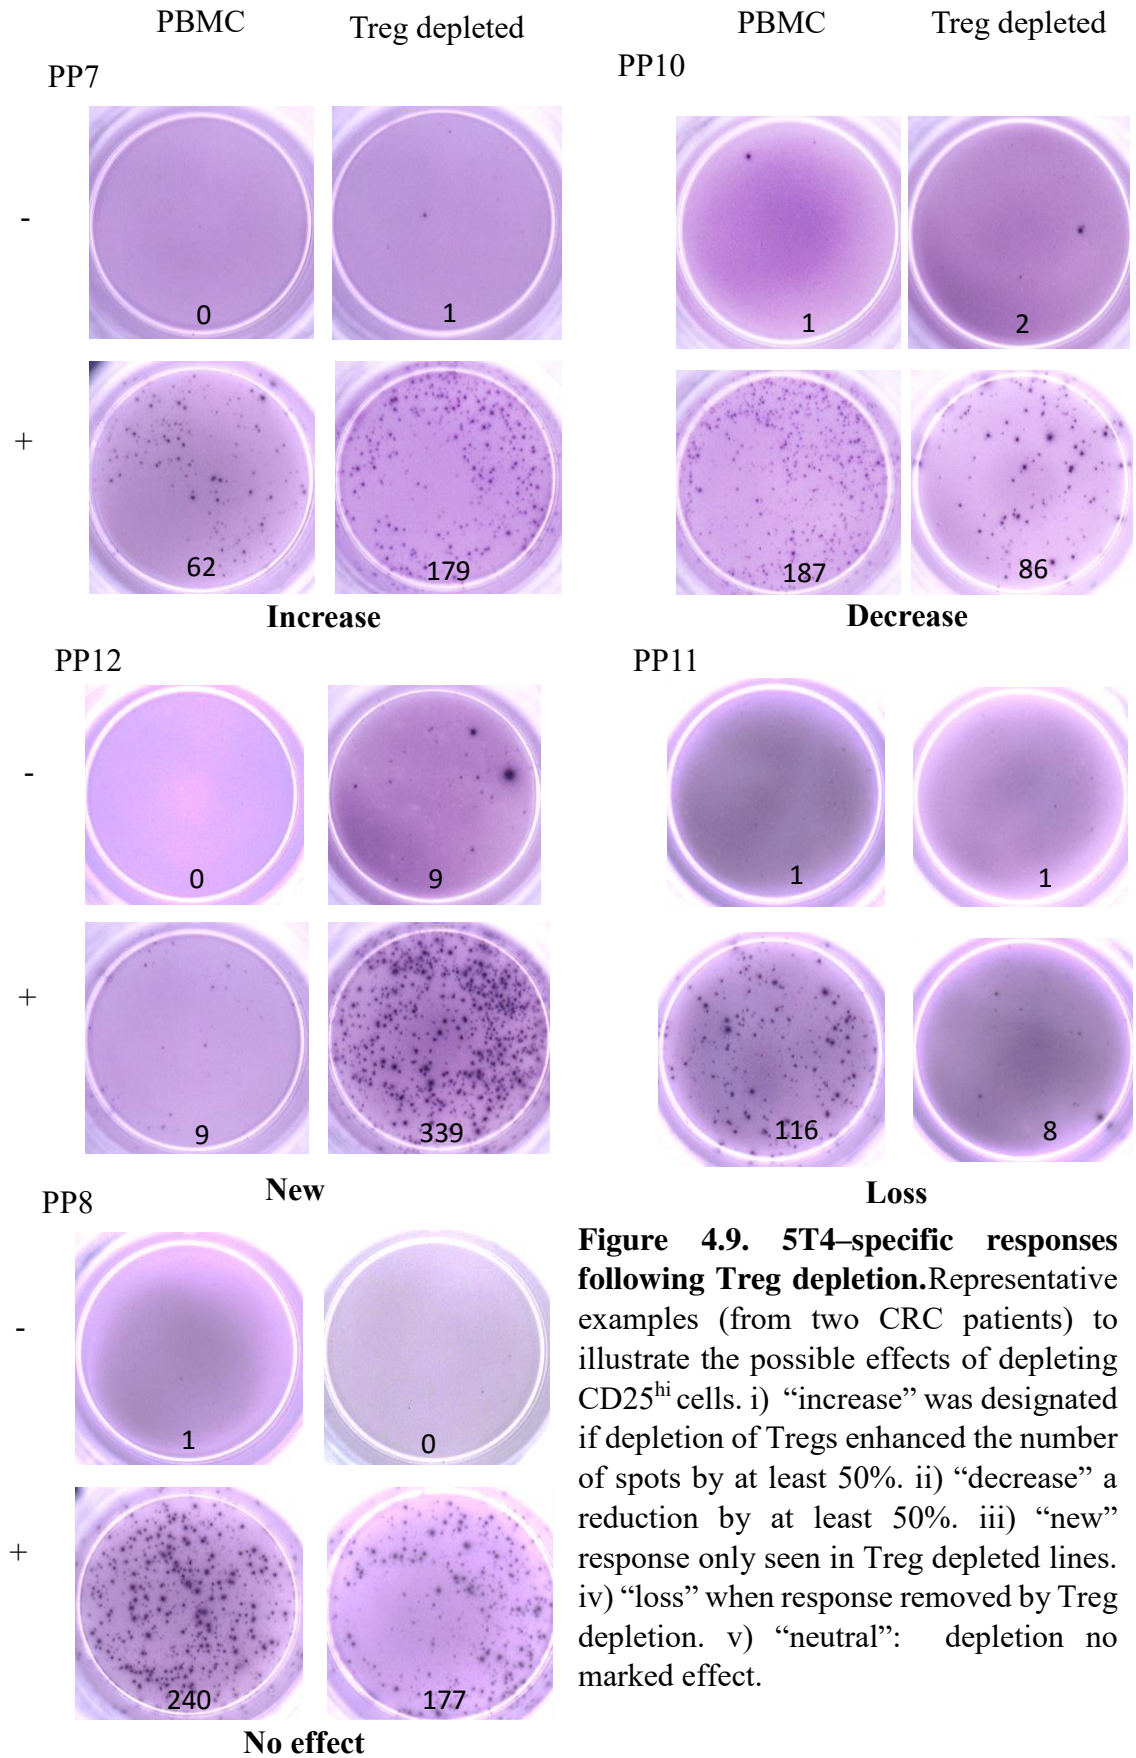 PBMC Treg depleted PBMC Treg depleted
PP7 PP10
-
0 1 1 2
+
62 179 187 86
Increase Decrease
PP12 PP11
-
0 9 1 1
+
9 339 116 8
New Loss
PP8
-
1 0
+
240 177
No effect
Figure 4.9. 5T4–specific responses
following Treg depletion.Representative
examples (from two CRC patients) to
illustrate the possible effects of depleting
CD25hi cells. i) “increase” was designated
if depletion of Tregs enhanced the number
of spots by at least 50%. ii) “decrease” a
reduction by at least 50%. iii) “new”
response only seen in Treg depleted lines.
iv) “loss” when response removed by Treg
depletion. v) “neutral”: depletion no
marked effect.